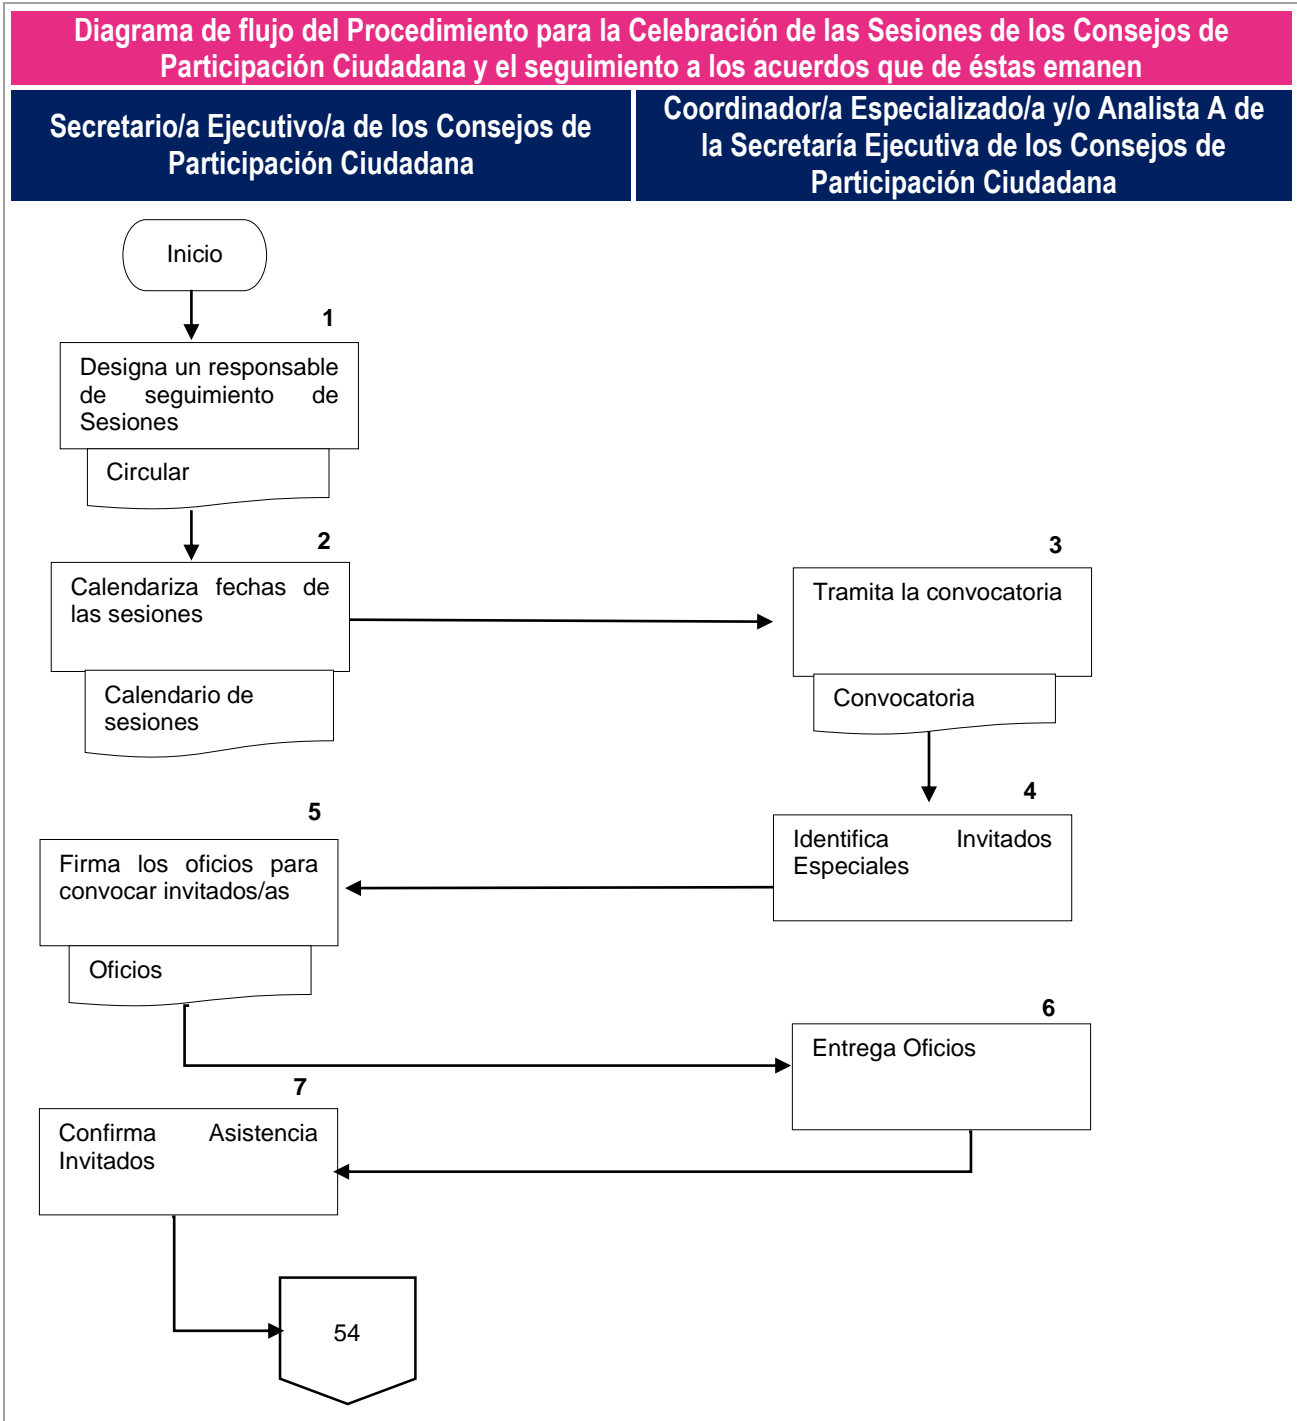 Diagrama de flujo del Procedimiento para la Celebración de las Sesiones de los Consejos de
Participación Ciudadana y el seguimiento a los acuerdos que de éstas emanen
Secretario/a Ejecutivo/a de los Consejos de
Participación Ciudadana
Coordinador/a Especializado/a y/o Analista A de
la Secretaría Ejecutiva de los Consejos de
Participación Ciudadana
Inicio
1
Designa un responsable
de seguimiento de
Sesiones
Circular
2
Calendariza fechas de
las sesiones
Calendario de
sesiones
3
Tramita la convocatoria
Convocatoria
4
Identifica Invitados
Especiales
5
Firma los oficios para
convocar invitados/as
Oficios
6
Entrega Oficios
7
Confirma Asistencia
Invitados
54